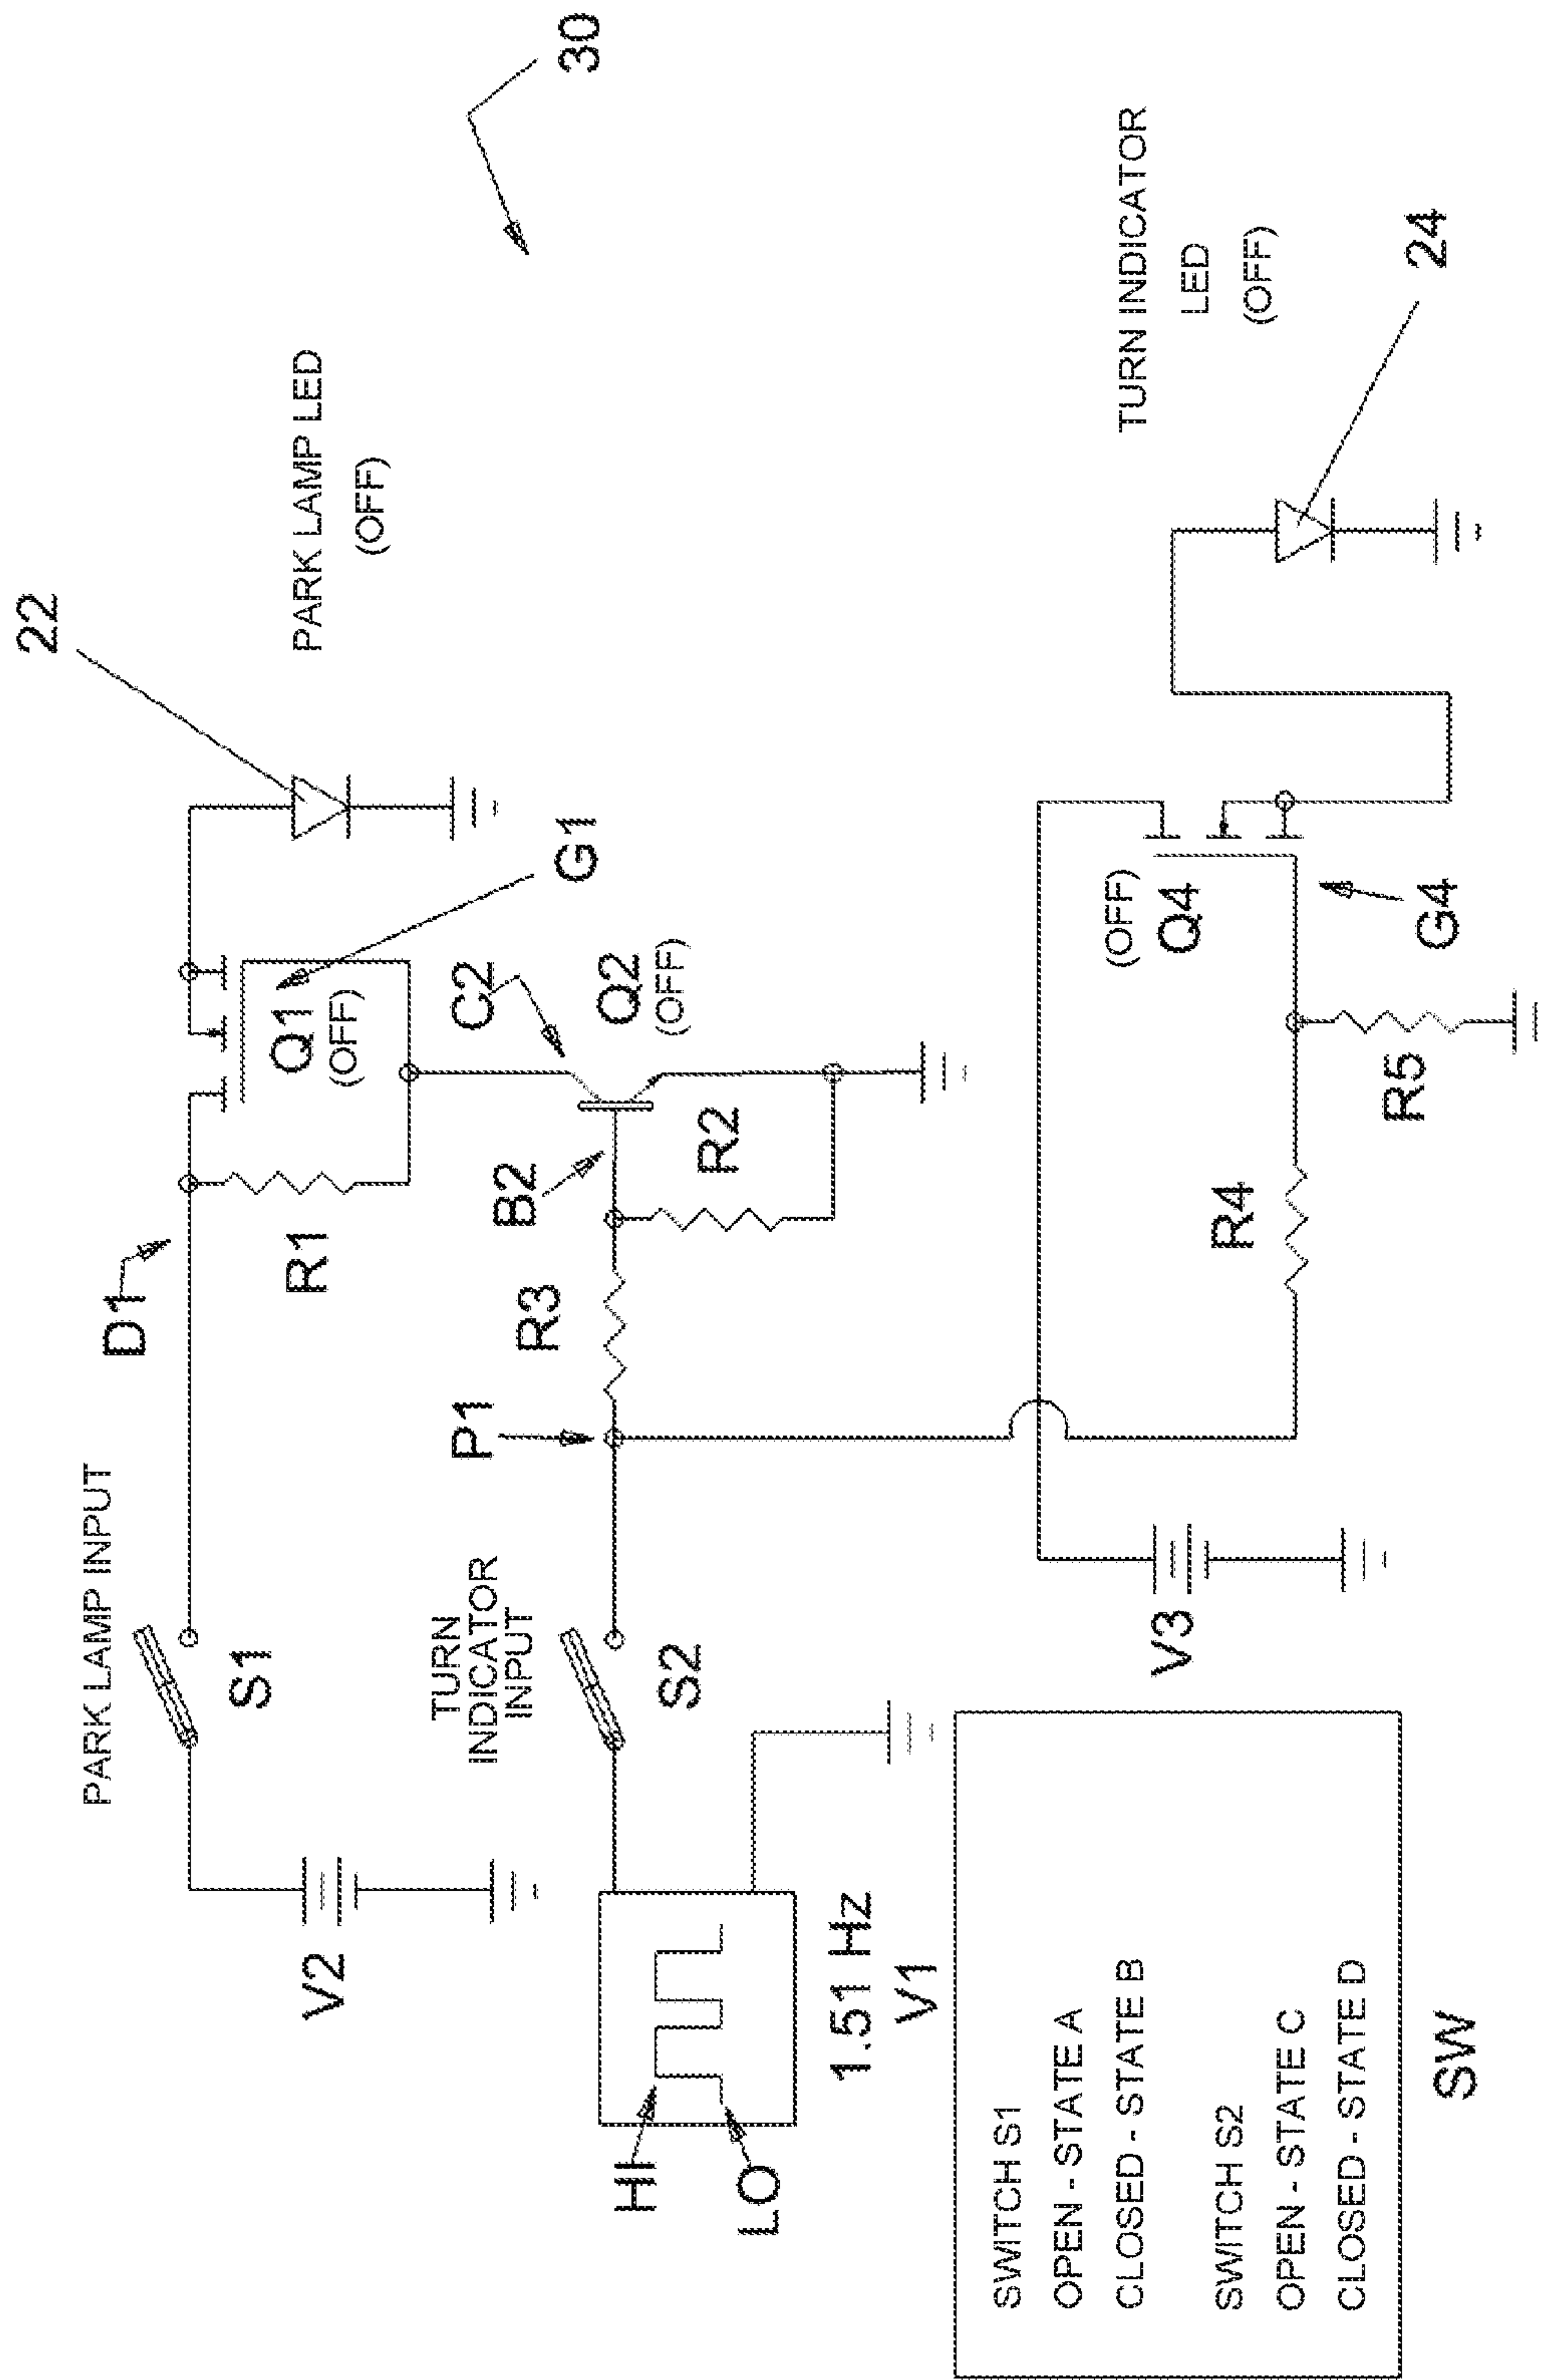 30
PARK LAMP INPUT
PARK LAMP LED
(OFF)
22
D1
S1
V2
R1
Q1
(OFF)
G1
TURN
INDICATOR
INPUT
S2
P1
R3
B2
C2
Q2
(OFF)
R2
HI
LO
1.51 Hz
V1
V3
R4
R5
(OFF)
Q4
G4
TURN INDICATOR
LED
(OFF)
24
SWITCH S1
OPEN - STATE A
CLOSED - STATE B
SWITCH S2
OPEN - STATE C
CLOSED - STATE D
SW